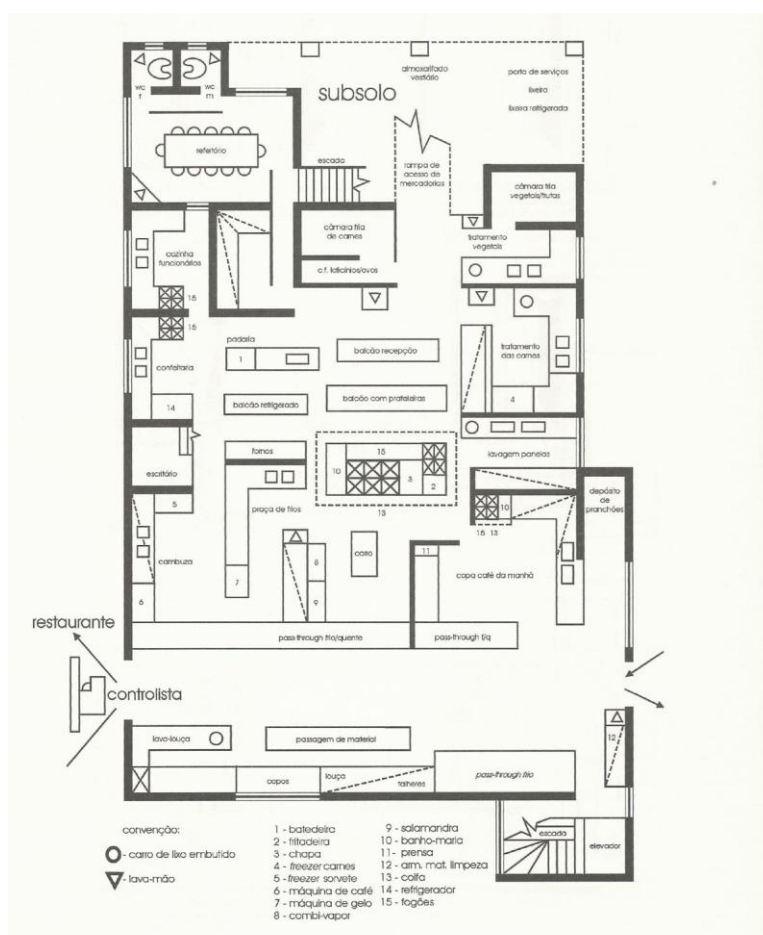 almoxarifado
vestiário
porta de serviços
lixeira
lixeira refrigerada
subsolo
wc
f
wc
m
refeitório
escada
rampa de
acesso de
mercadorias
câmara fria
vegetais/frutas
câmara fria
de carnes
c.f. laticínios/ovos
tratamento
vegetais
cozinha
funcionários
15
15
confeitaria
14
padaria
1
balcão recepção
tratamento
das carnes
4
balcão refrigerado
balcão com prateleiras
escritório
fornos
10
15
3
2
13
lavagem panelas
5
praça de frios
10
16 13
depósito
de
pranchões
cambuza
6
7
8
9
carro
11
copa café da manhã
pass-through frio/quente
pass-through f/q
restaurante
controlista
lava-louça
passagem de material
12
copos
louça
talheres
pass-through frio
escada
elevador
convenção:
- carro de lixo embutido
- lava-mão
1 - batedeira
2 - fritadeira
3 - chapa
4 - freezer carnes
5 - freezer sorvete
6 - máquina de café
7 - máquina de gelo
8 - combi-vapor
9 - salamandra
10 - banho-maria
11 - prensa
12 - arm. mat. limpeza
13 - coifa
14 - refrigerador
15 - fogões